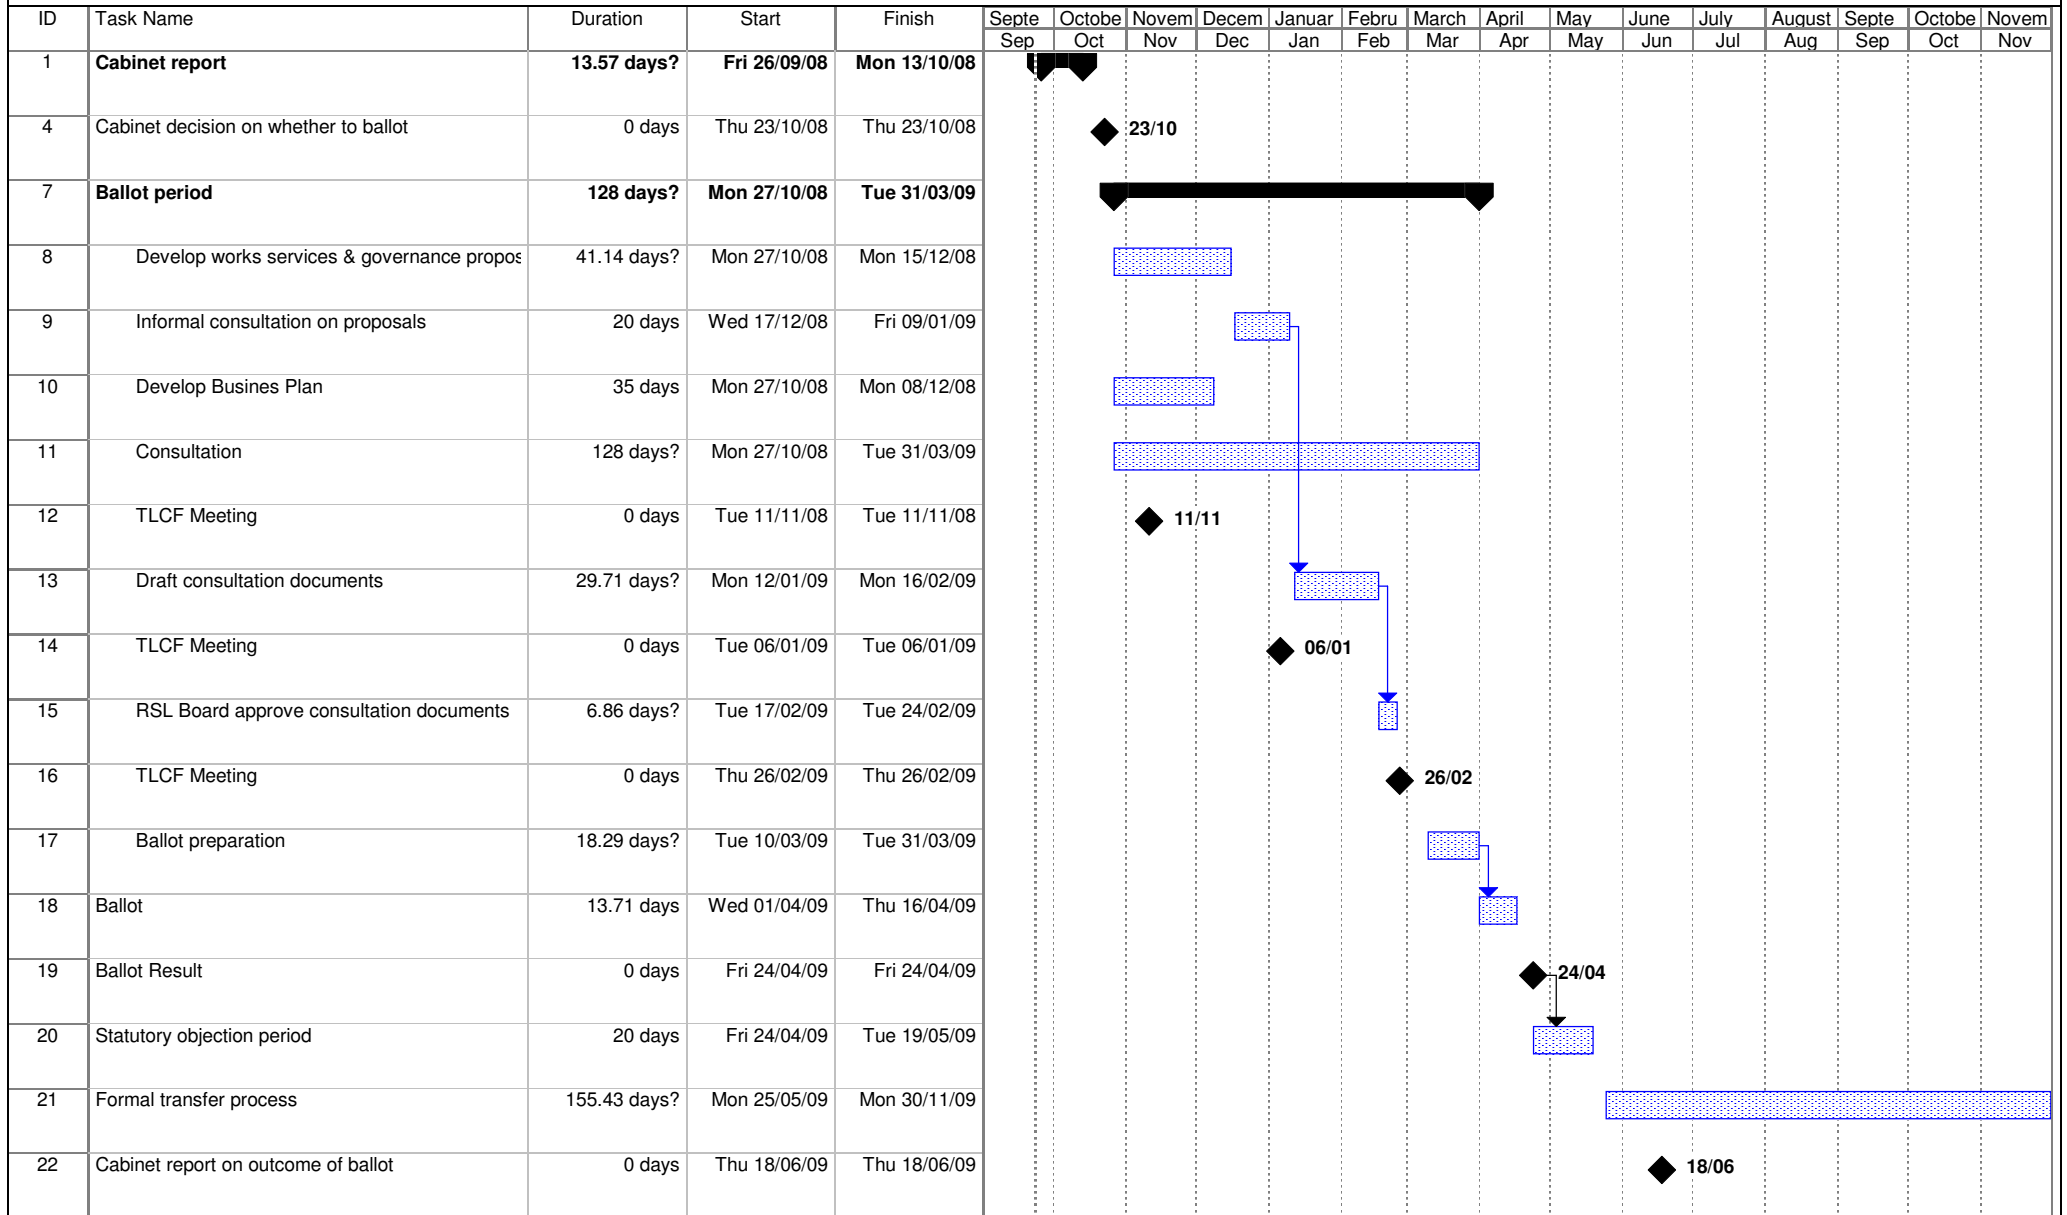 ID Task Name Duration Start Finish Septe Octobe Novem Decem Januar Febru March April May June July August Septe Octobe Novem
Sep Oct Nov Dec Jan Feb Mar Apr May Jun Jul Aug Sep Oct Nov
1 Cabinet report 13.57 days? Fri 26/09/08 Mon 13/10/08
4 Cabinet decision on whether to ballot 0 days Thu 23/10/08 Thu 23/10/08 23/10
7 Ballot period 128 days? Mon 27/10/08 Tue 31/03/09
8 Develop works services & governance propos 41.14 days? Mon 27/10/08 Mon 15/12/08
9 Informal consultation on proposals 20 days Wed 17/12/08 Fri 09/01/09
10 Develop Busines Plan 35 days Mon 27/10/08 Mon 08/12/08
11 Consultation 128 days? Mon 27/10/08 Tue 31/03/09
12 TLCF Meeting 0 days Tue 11/11/08 Tue 11/11/08 11/11
13 Draft consultation documents 29.71 days? Mon 12/01/09 Mon 16/02/09
14 TLCF Meeting 0 days Tue 06/01/09 Tue 06/01/09 06/01
15 RSL Board approve consultation documents 6.86 days? Tue 17/02/09 Tue 24/02/09
16 TLCF Meeting 0 days Thu 26/02/09 Thu 26/02/09 26/02
17 Ballot preparation 18.29 days? Tue 10/03/09 Tue 31/03/09
18 Ballot 13.71 days Wed 01/04/09 Thu 16/04/09
19 Ballot Result 0 days Fri 24/04/09 Fri 24/04/09 24/04
20 Statutory objection period 20 days Fri 24/04/09 Tue 19/05/09
21 Formal transfer process 155.43 days? Mon 25/05/09 Mon 30/11/09
22 Cabinet report on outcome of ballot 0 days Thu 18/06/09 Thu 18/06/09 18/06